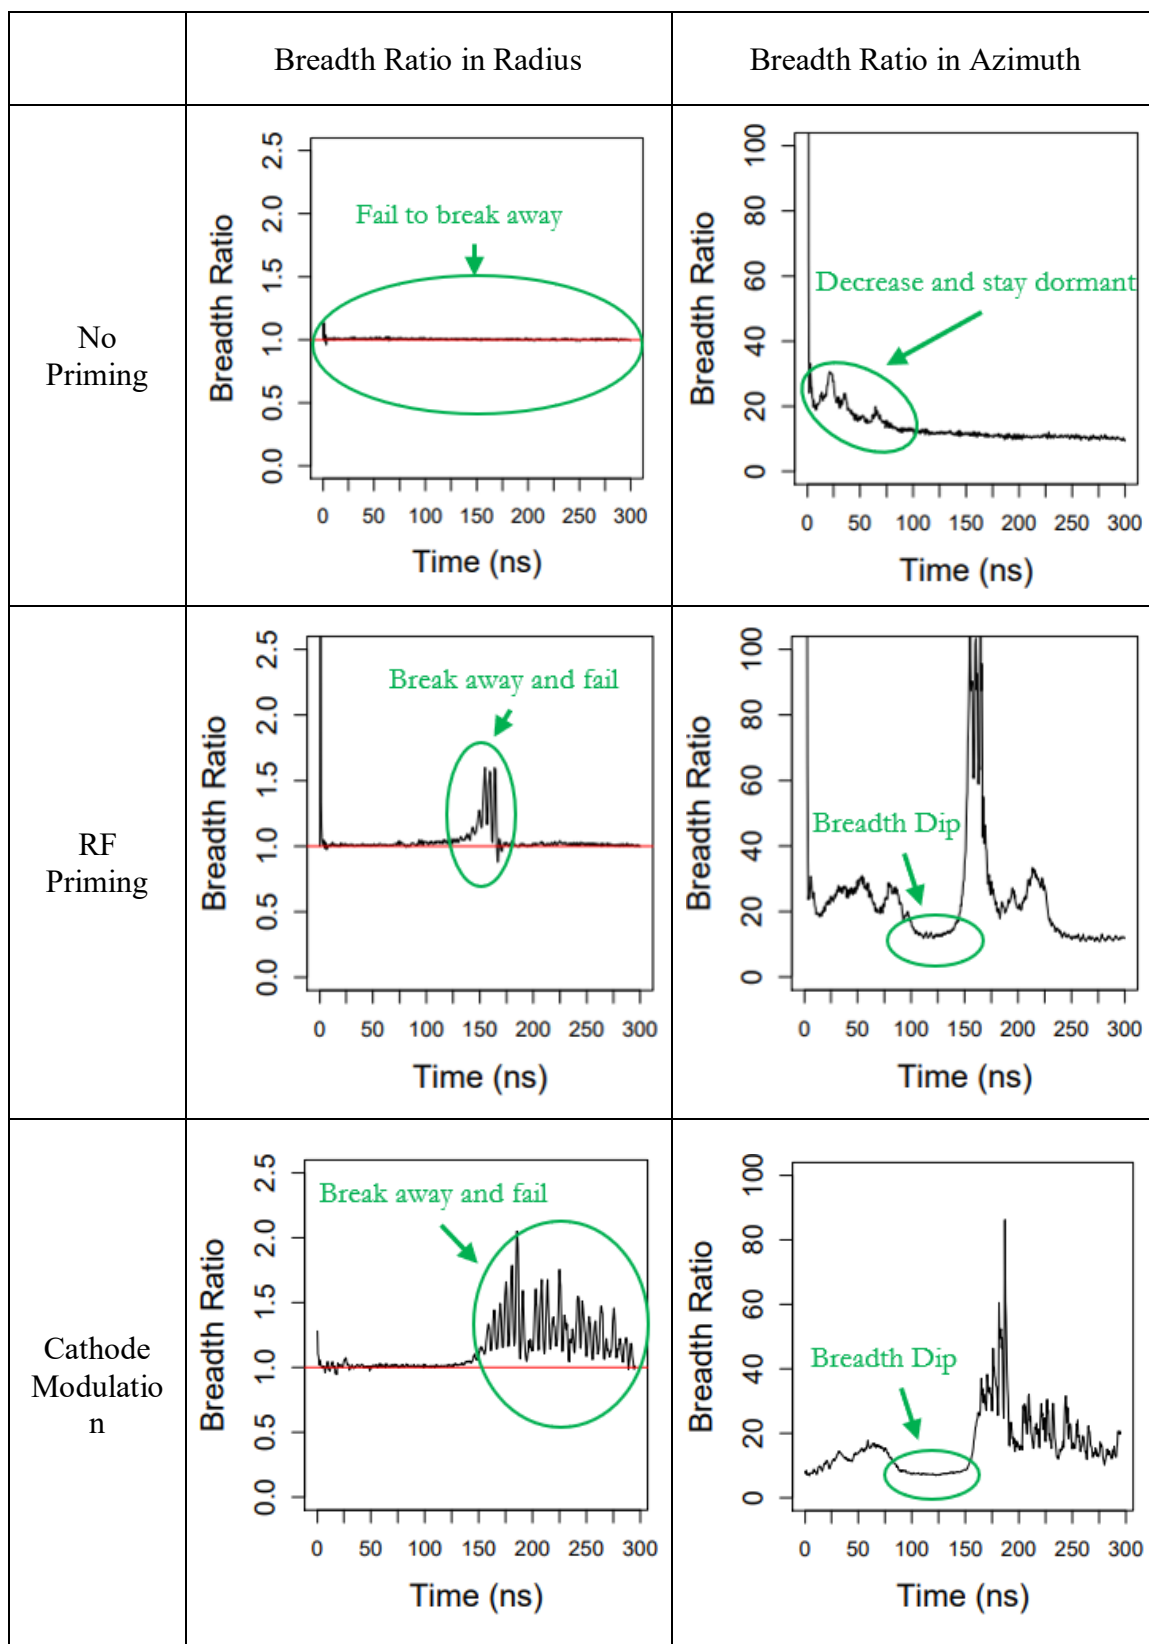 Breadth Ratio in Radius
Breadth Ratio in Azimuth
No
Priming
Breadth Ratio
0.0 0.5 1.0 1.5 2.0 2.5
Fail to break away
0 50 100 150 200 250 300
Time (ns)
Breadth Ratio
0 20 40 60 80 100
Decrease and stay dormant
0 50 100 150 200 250 300
Time (ns)
RF
Priming
Breadth Ratio
0.0 0.5 1.0 1.5 2.0 2.5
Break away and fail
0 50 100 150 200 250 300
Time (ns)
Breadth Ratio
0 20 40 60 80 100
Breadth Dip
0 50 100 150 200 250 300
Time (ns)
Cathode
Modulatio
n
Breadth Ratio
0.0 0.5 1.0 1.5 2.0 2.5
Break away and fail
0 50 100 150 200 250 300
Time (ns)
Breadth Ratio
0 20 40 60 80 100
Breadth Dip
0 50 100 150 200 250 300
Time (ns)